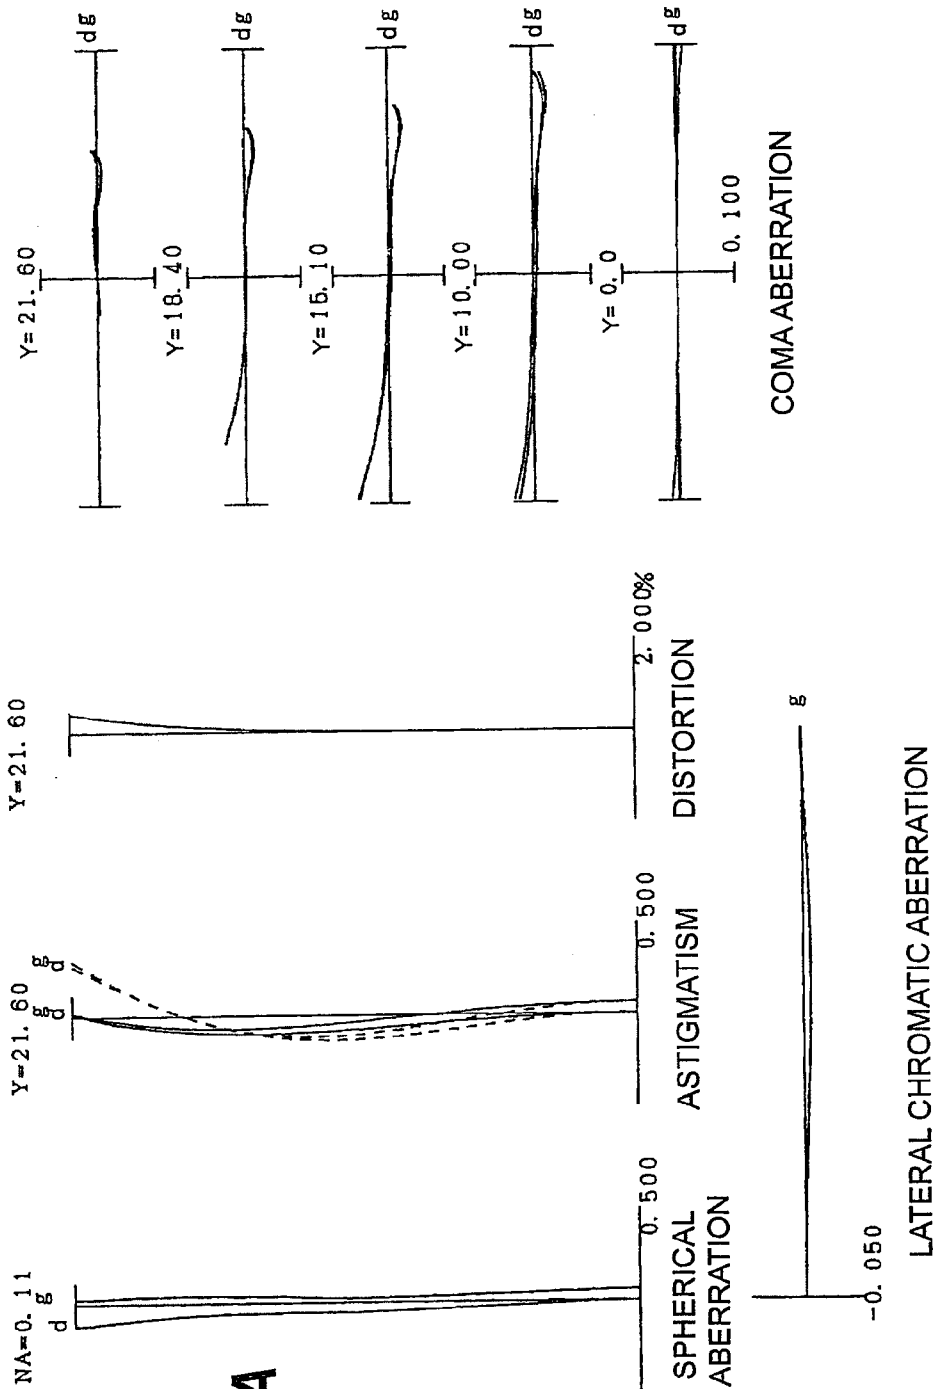 NA=0. 11
d g
0. 500
SPHERICAL
ABERRATION
Y=21. 60
g d
g d
0. 500
ASTIGMATISM
Y=21. 60
2. 000%
DISTORTION
Y=21. 60
d g
Y=18. 40
d g
Y=15. 10
d g
Y=10. 00
d g
Y=0. 0
d g
0. 100
COMA ABERRATION
g
-0. 050
LATERAL CHROMATIC ABERRATION